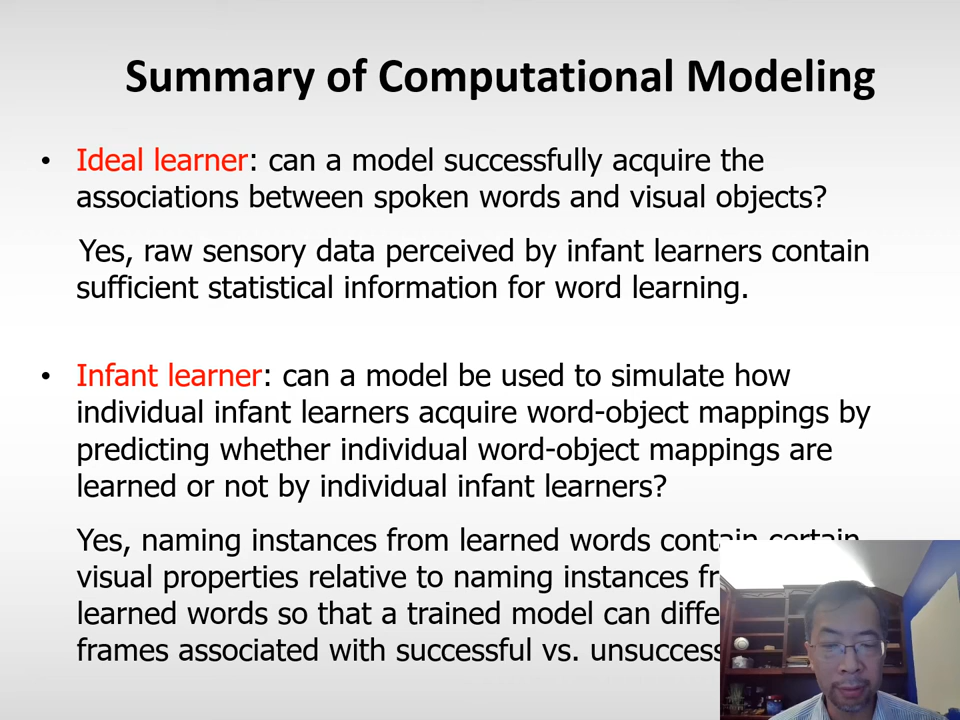 Summary of Computational Modeling
• Ideal learner: can a model successfully acquire the
associations between spoken words and visual objects?
Yes, raw sensory data perceived by infant learners contain
sufficient statistical information for word learning.
• Infant learner: can a model be used to simulate how
individual infant learners acquire word-object mappings by
predicting whether individual word-object mappings are
learned or not by individual infant learners?
Yes, naming instances from learned words contain certain
visual properties relative to naming instances
learned words so that a trained model can
frames associated with successful vs.